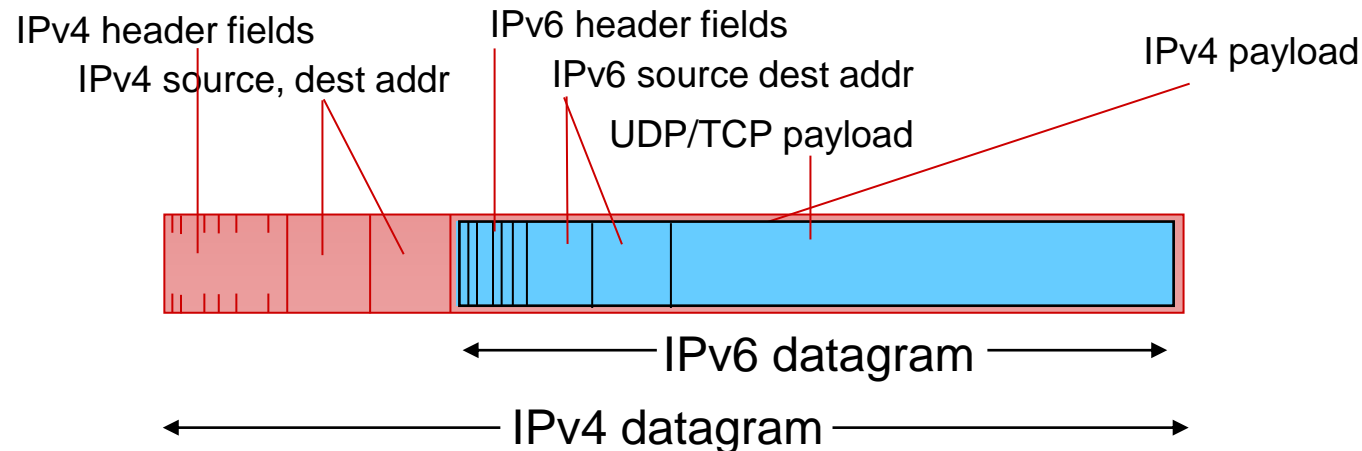 IPv4 header fields
IPv6 header fields
IPv4 payload
IPv4 source, dest addr
IPv6 source dest addr
UDP/TCP payload
IPv6 datagram
IPv4 datagram